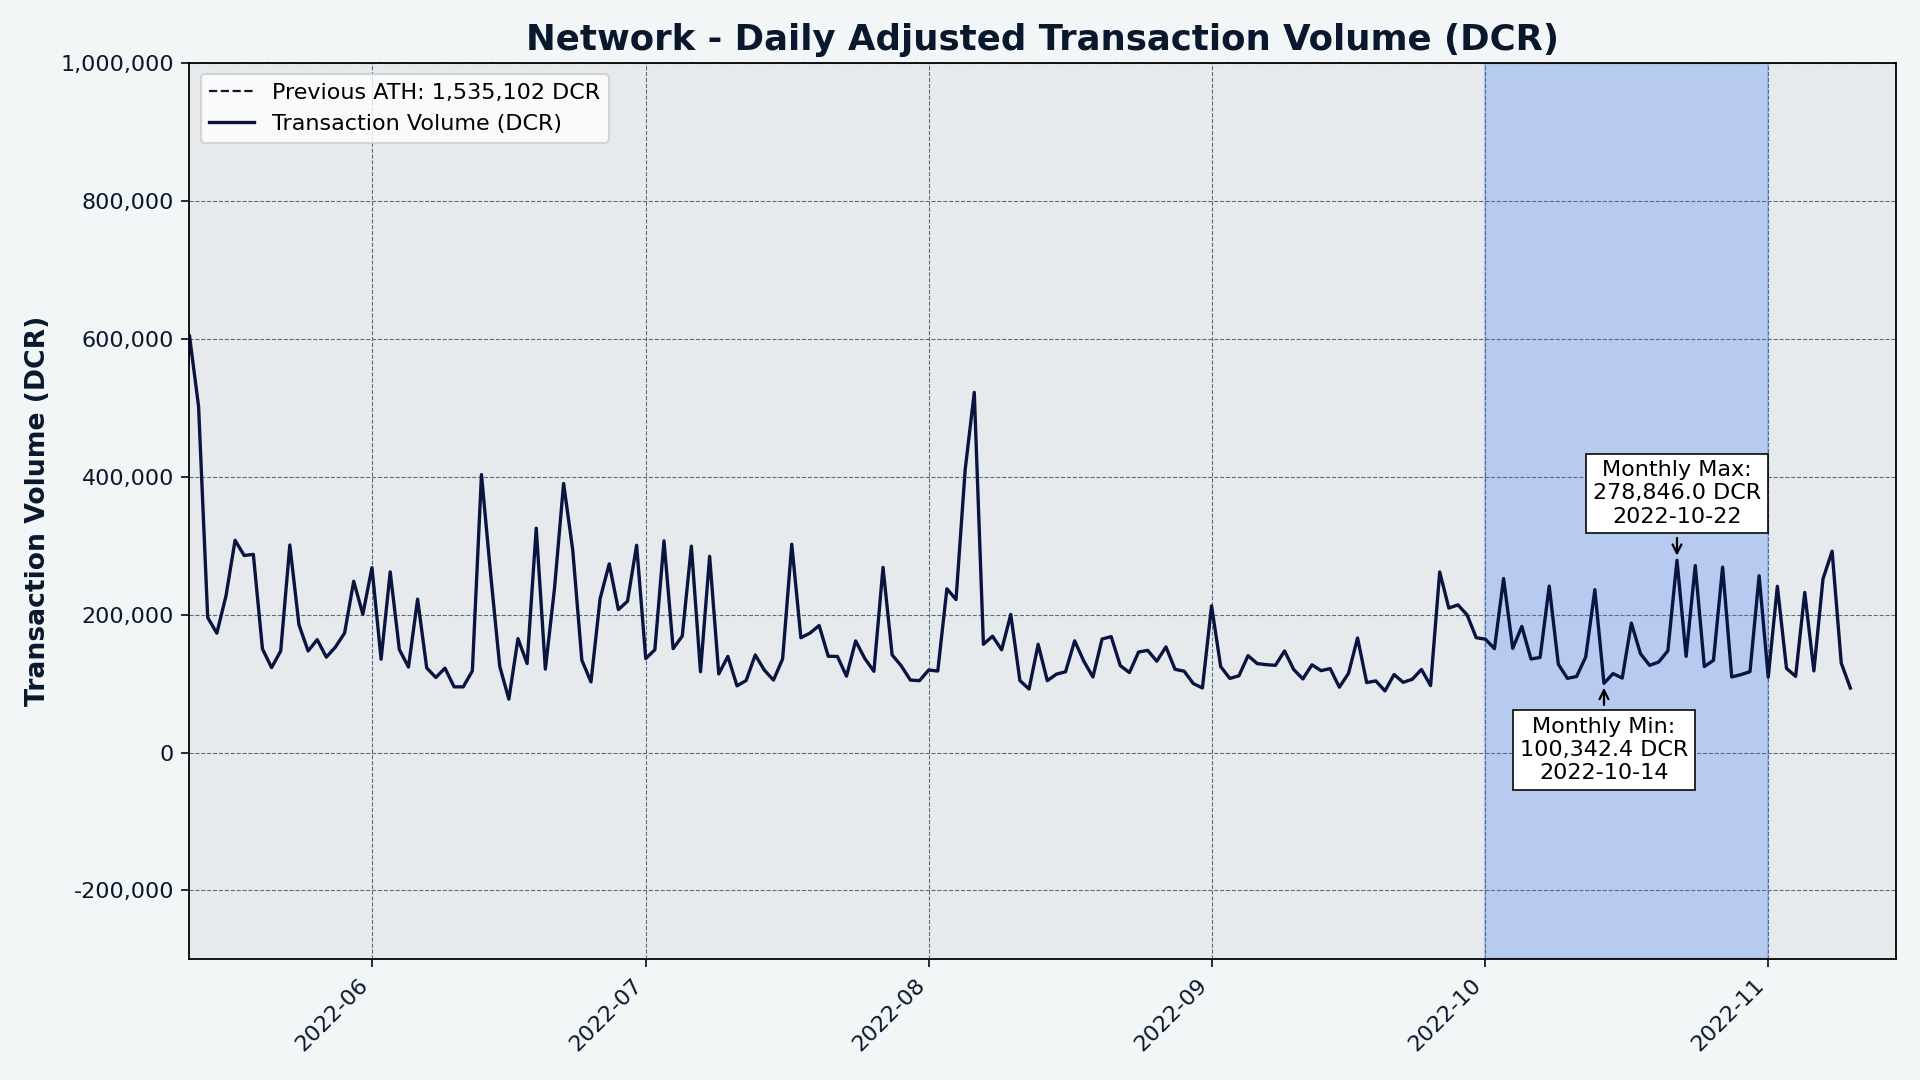 Network - Daily Adjusted Transaction Volume (DCR)
Transaction Volume (DCR)
1,000,000
800,000
600,000
400,000
200,000
0
-200,000
Previous ATH: 1,535,102 DCR
Transaction Volume (DCR)
Monthly Max:
278,846.0 DCR
2022-10-22
Monthly Min:
100,342.4 DCR
2022-10-14
2022-06
2022-07
2022-08
2022-09
2022-10
2022-11